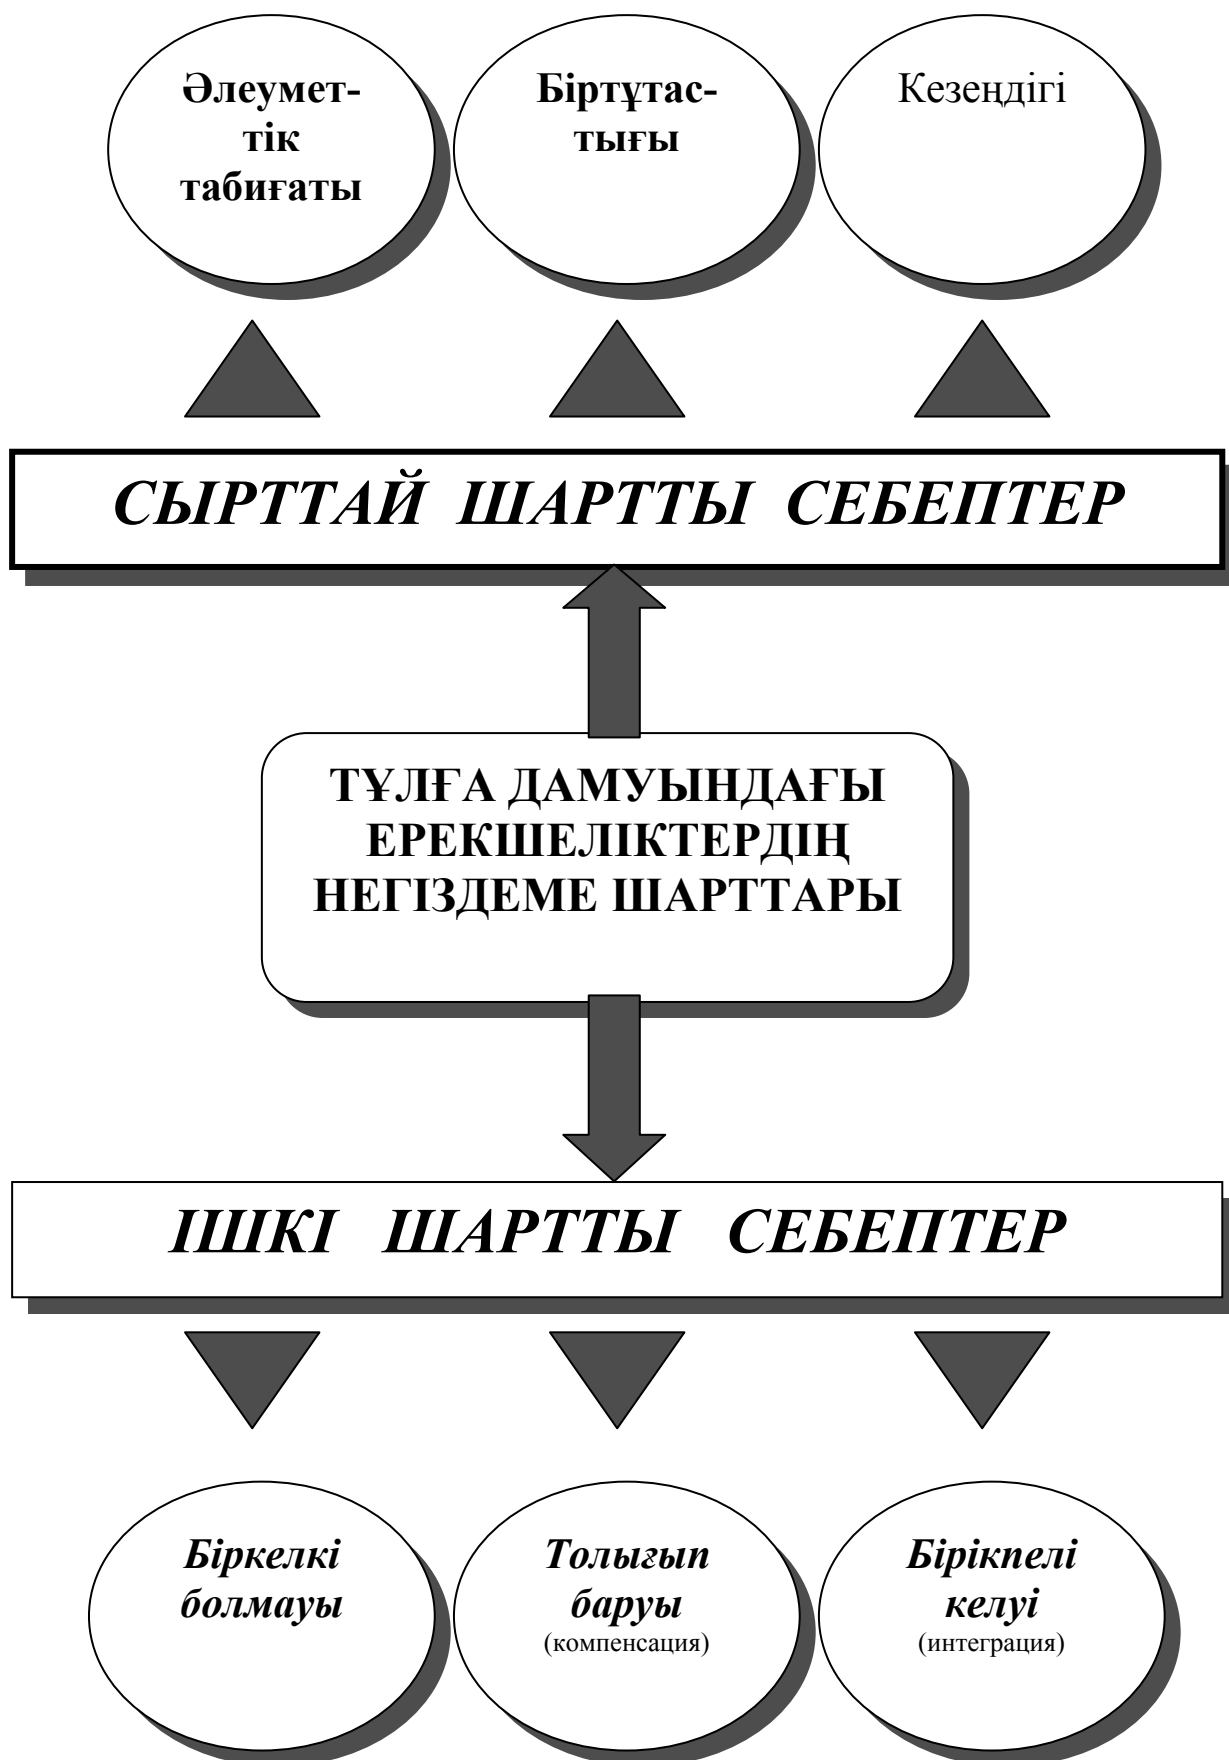 Әлеумет-
тік
табиғаты
Біртұтас-
тығы
Кезеңдігі
СЫРТТАЙ ШАРТТЫ СЕБЕПТЕР
ТҰЛҒА ДАМУЫНДАҒЫ
ЕРЕКШЕЛІКТЕРДІҢ
НЕГІЗДЕМЕ ШАРТТАРЫ
ІШКІ ШАРТТЫ СЕБЕПТЕР
Біркелкі
болмауы
Толығып
баруы
(компенсация)
Бірікпелі
келуі
(интеграция)